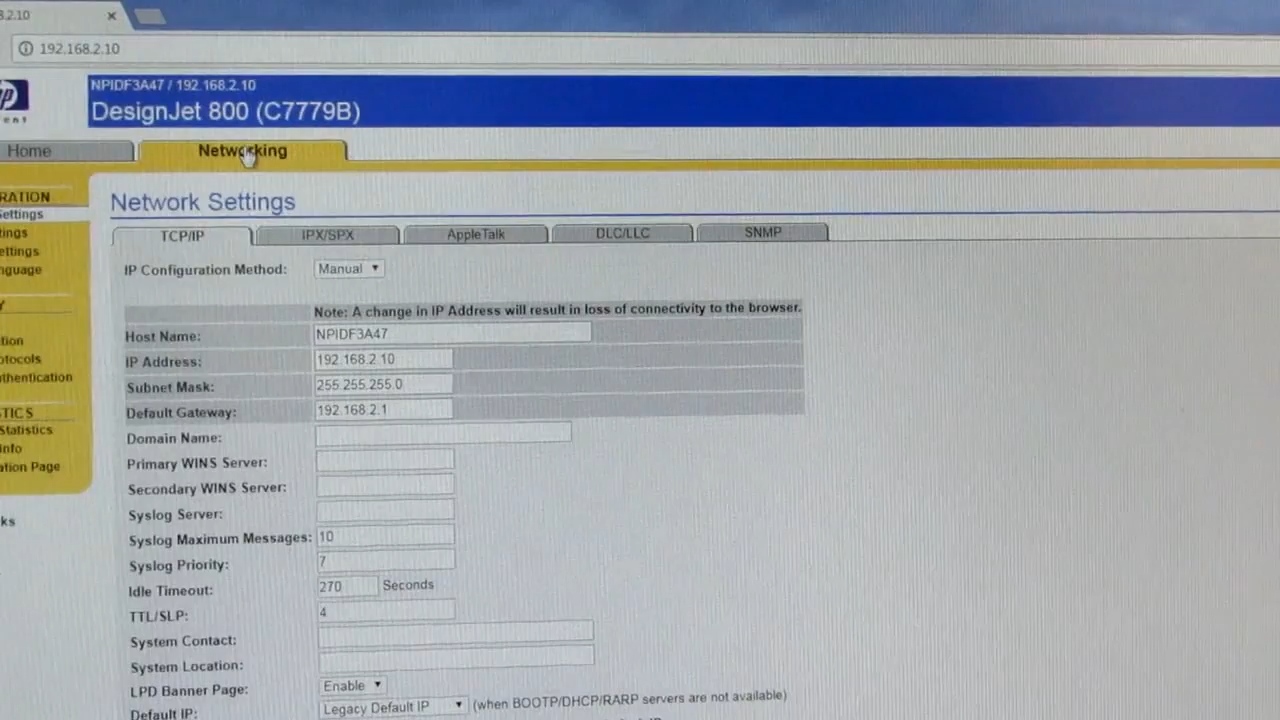 8.2.10
192.168.2.10
hp
NPIDF3A47 / 192.168.2.10
DesignJet 800 (C7779B)
Home
Networking
RATION
Settings
tings
ettings
nguage
Y
tion
otocols
uthentication
TICS
Statistics
Info
ation Page
ks
Network Settings
TCP/IP
IPX/SPX
AppleTalk
DLC/LLC
SNMP
IP Configuration Method: Manual
Note: A change in IP Address will result in loss of connectivity to the browser.
Host Name: NPIDF3A47
IP Address: 192.168.2.10
Subnet Mask: 255.255.255.0
Default Gateway: 192.168.2.1
Domain Name:
Primary WINS Server:
Secondary WINS Server:
Syslog Server:
Syslog Maximum Messages: 10
Syslog Priority: 7
Idle Timeout: 270 Seconds
TTL/SLP: 4
System Contact:
System Location:
LPD Banner Page: Enable
Default IP: Legacy Default IP (when BOOTP/DHCP/RARP servers are not available)